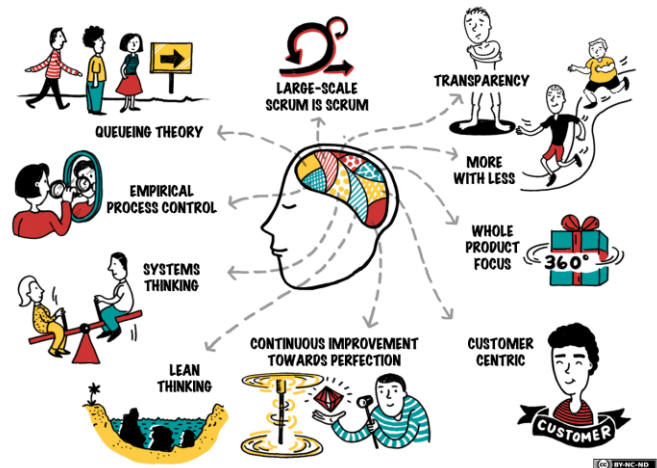 LARGE-SCALE
SCRUM IS SCRUM
TRANSPARENCY
QUEUEING THEORY
MORE
WITH LESS
EMPIRICAL
PROCESS CONTROL
WHOLE
PRODUCT
FOCUS
360°
SYSTEMS
THINKING
CONTINUOUS IMPROVEMENT
TOWARDS PERFECTION
CUSTOMER
CENTRIC
LEAN
THINKING
CUSTOMER
CC BY-NC-ND